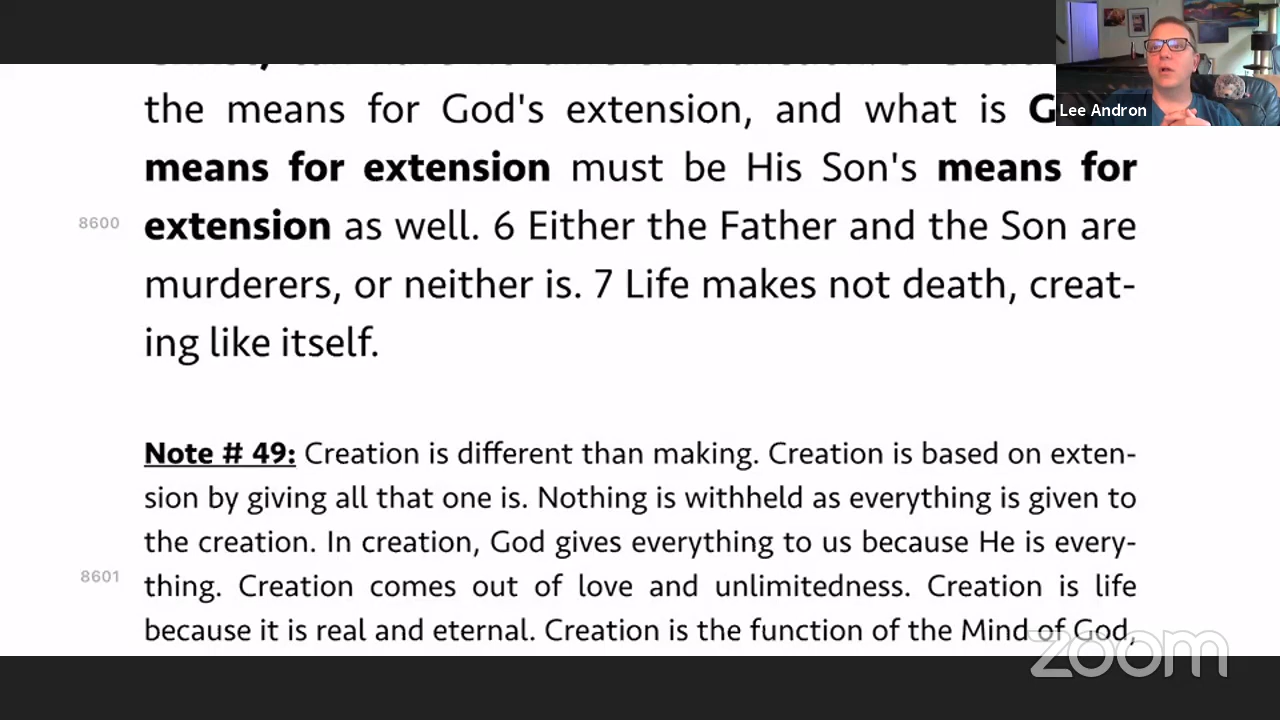 Lee Andron
the means for God's extension, and what is
means for extension must be His Son's means for
8600
extension as well. 6 Either the Father and the Son are
murderers, or neither is. 7 Life makes not death, creat-
ing like itself.
Note # 49: Creation is different than making. Creation is based on exten-
sion by giving all that one is. Nothing is withheld as everything is given to
the creation. In creation, God gives everything to us because He is every-
8601
thing. Creation comes out of love and unlimitedness. Creation is life
because it is real and eternal. Creation is the function of the Mind of God,
zoom